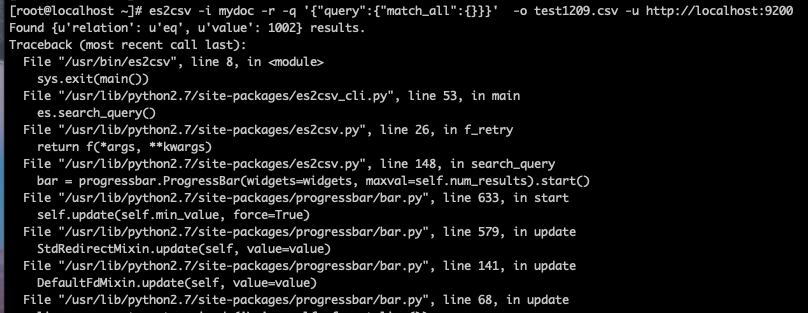 [root@localhost ~]# es2csv -i mydoc -r -q '{"query":{"match_all":{}}}'  -o test1209.csv -u http://localhost:9200
Found {u'relation': u'eq', u'value': 1002} results.
Traceback (most recent call last):
  File "/usr/bin/es2csv", line 8, in <module>
    sys.exit(main())
  File "/usr/lib/python2.7/site-packages/es2csv_cli.py", line 53, in main
    es.search_query()
  File "/usr/lib/python2.7/site-packages/es2csv.py", line 26, in f_retry
    return f(*args, **kwargs)
  File "/usr/lib/python2.7/site-packages/es2csv.py", line 148, in search_query
    bar = progressbar.ProgressBar(widgets=widgets, maxval=self.num_results).start()
  File "/usr/lib/python2.7/site-packages/progressbar/bar.py", line 633, in start
    self.update(self.min_value, force=True)
  File "/usr/lib/python2.7/site-packages/progressbar/bar.py", line 579, in update
    StdRedirectMixin.update(self, value=value)
  File "/usr/lib/python2.7/site-packages/progressbar/bar.py", line 141, in update
    DefaultFdMixin.update(self, value=value)
  File "/usr/lib/python2.7/site-packages/progressbar/bar.py", line 68, in update